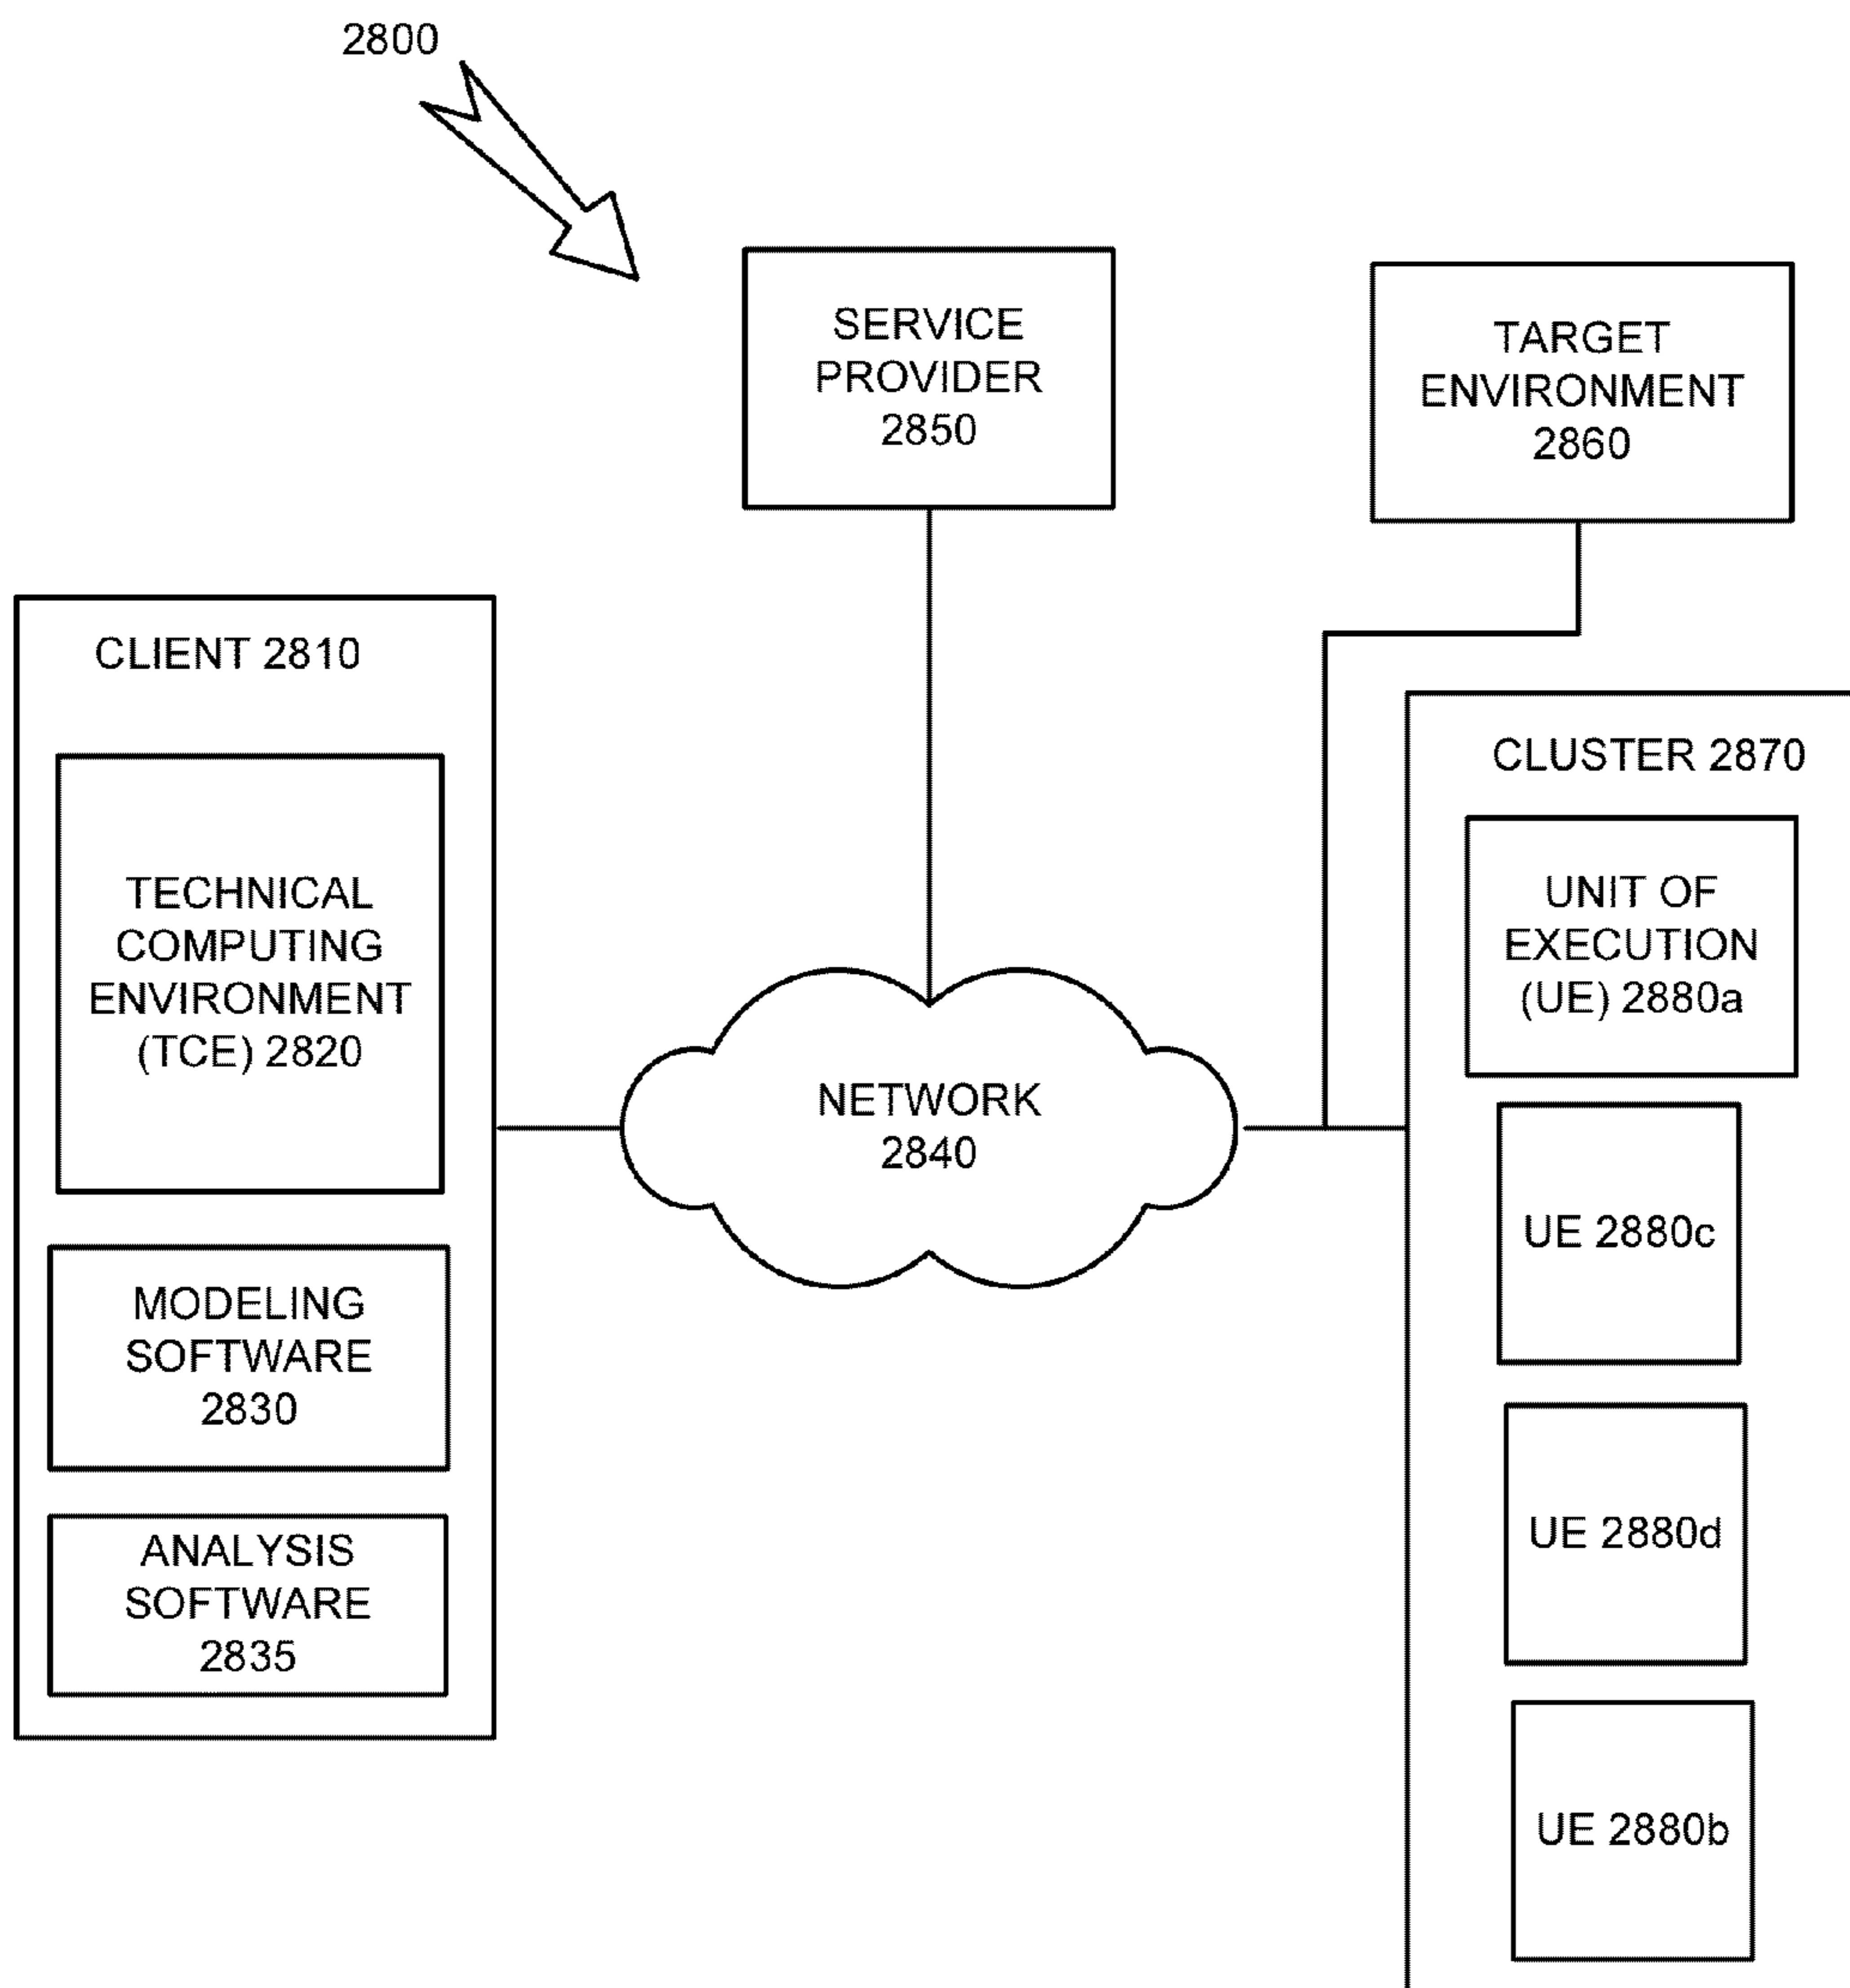 2800
SERVICE
PROVIDER
2850
TARGET
ENVIRONMENT
2860
CLIENT 2810
TECHNICAL
COMPUTING
ENVIRONMENT
(TCE) 2820
MODELING
SOFTWARE
2830
ANALYSIS
SOFTWARE
2835
NETWORK
2840
CLUSTER 2870
UNIT OF
EXECUTION
(UE) 2880a
UE 2880c
UE 2880d
UE 2880b